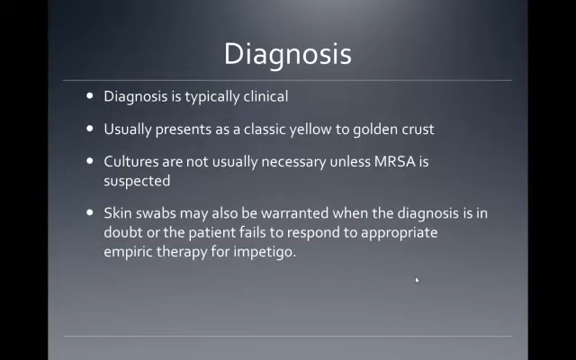 Diagnosis
• Diagnosis is typically clinical
• Usually presents as a classic yellow to golden crust
• Cultures are not usually necessary unless MRSA is
suspected
• Skin swabs may also be warranted when the diagnosis is in
doubt or the patient fails to respond to appropriate
empiric therapy for impetigo.